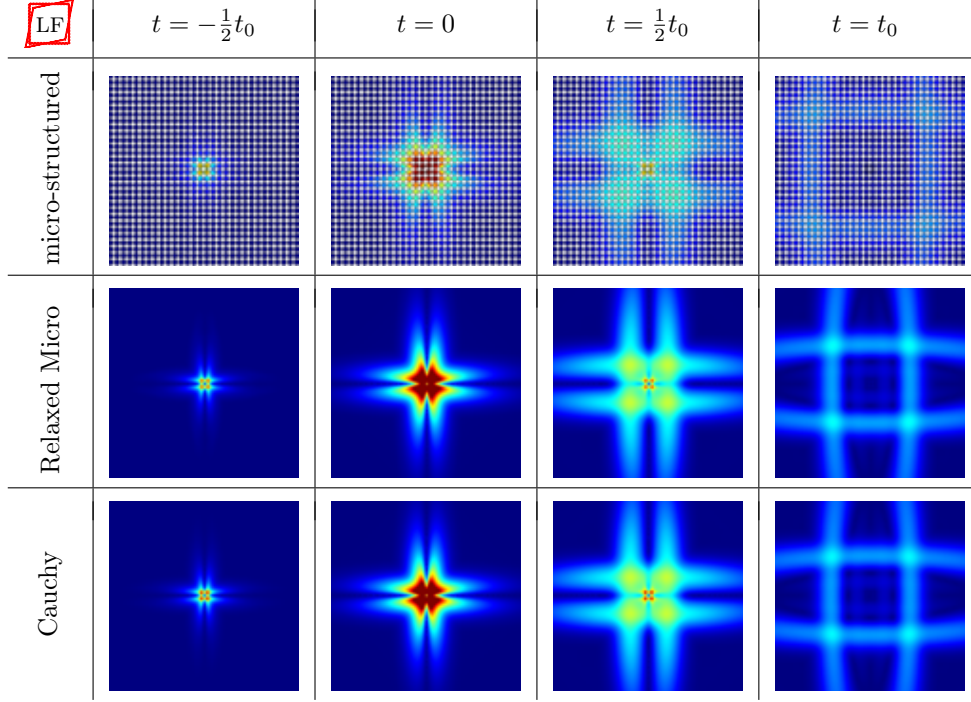 LF t = −½t₀ t = 0 t = ½t₀ t = t₀
micro-structured
Relaxed Micro
Cauchy